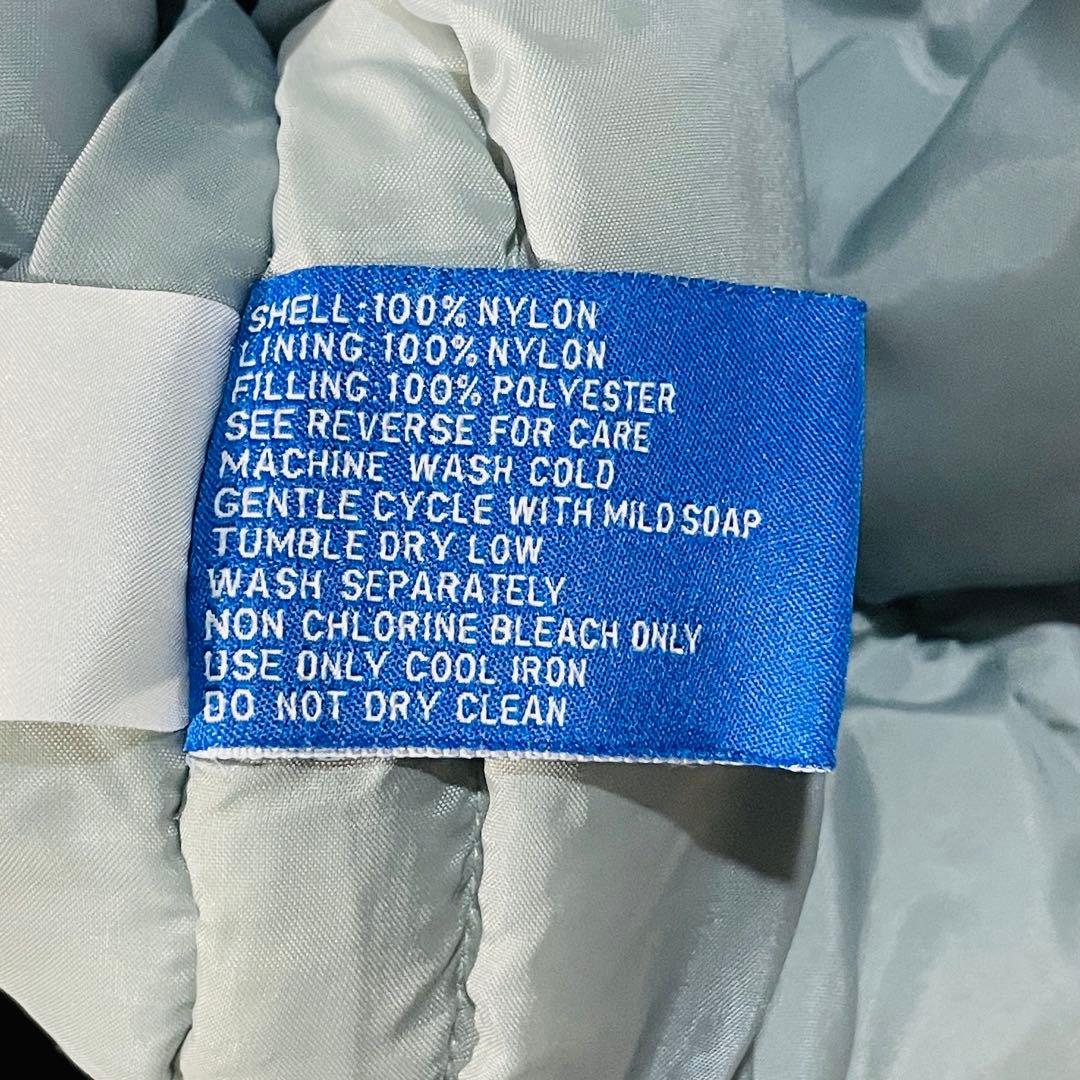 SHELL:100% NYLON
LINING 100% NYLON
FILLING 100% POLYESTER
SEE REVERSE FOR CARE
MACHINE WASH COLD
GENTLE CYCLE WITH MILD SOAP
TUMBLE DRY LOW
WASH SEPARATELY
NON CHLORINE BLEACH ONLY
USE ONLY COOL IRON
DO NOT DRY CLEAN